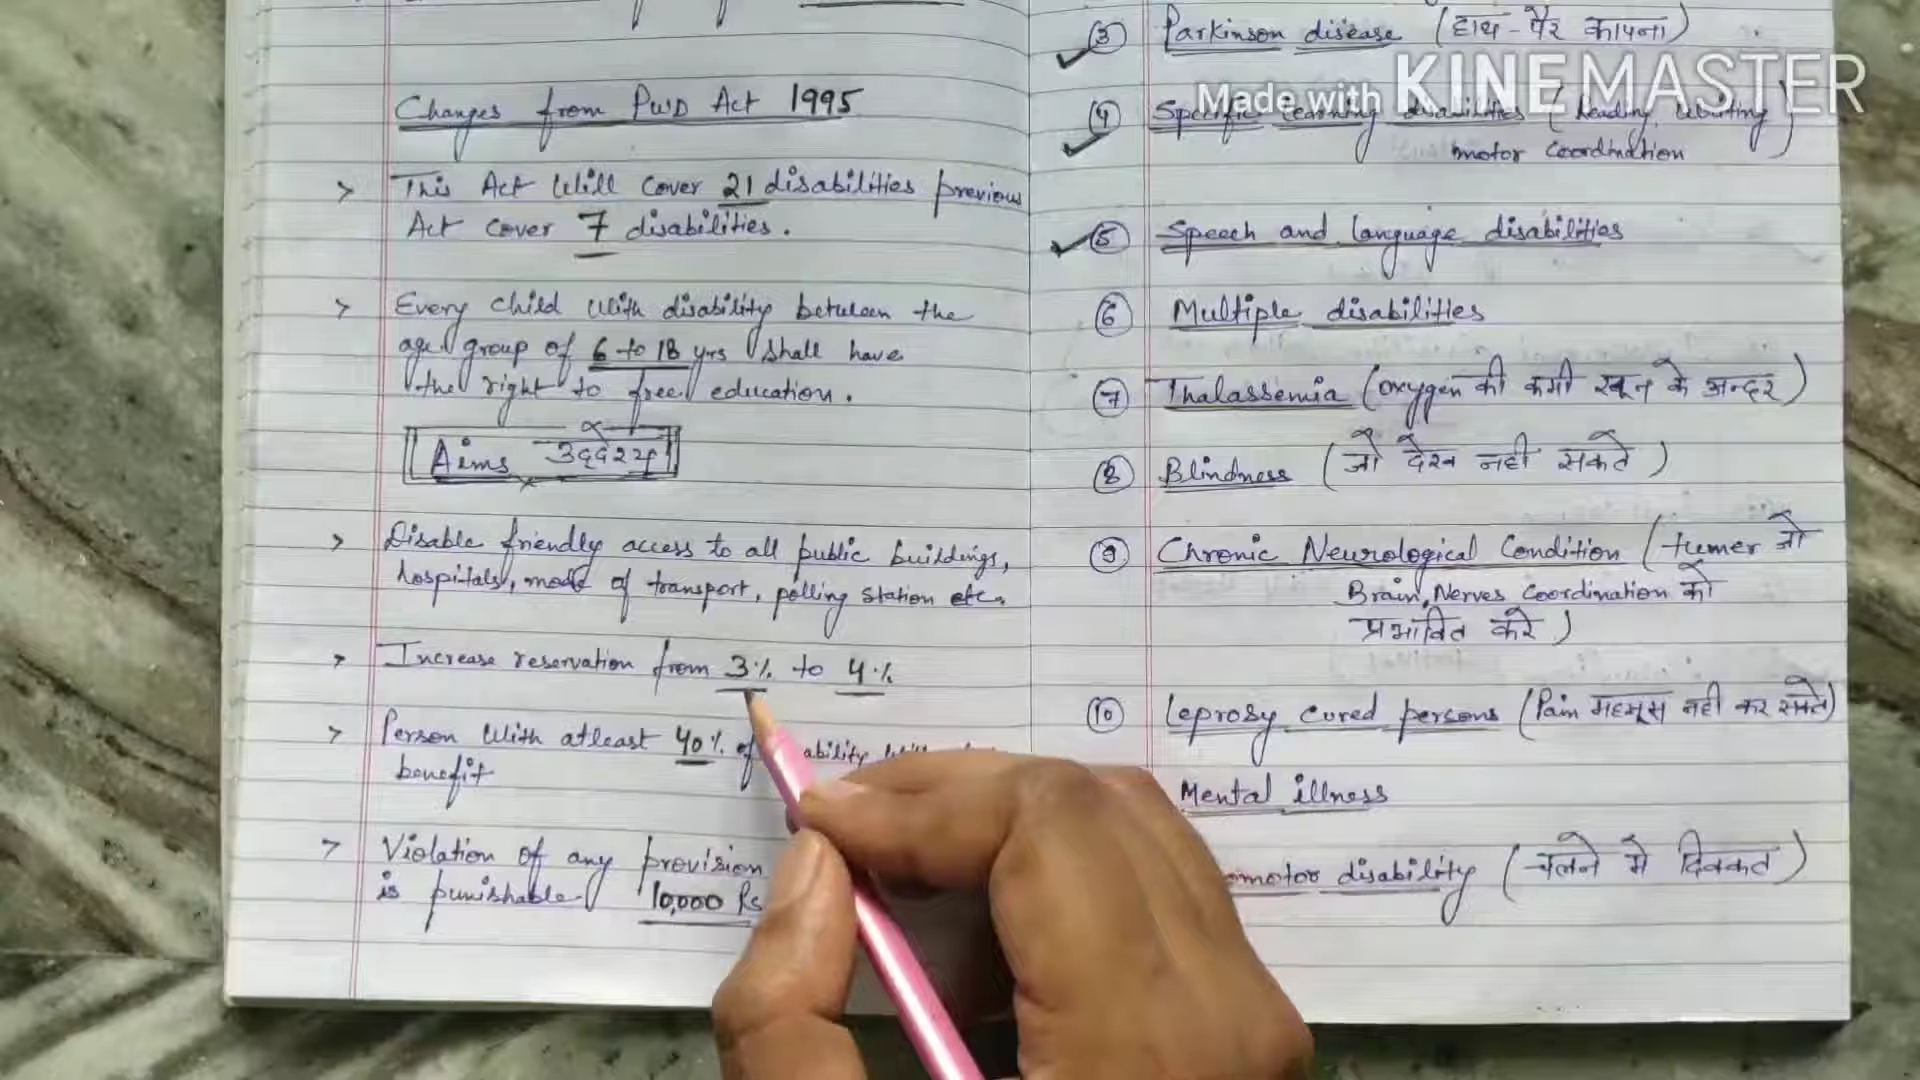 Changes from PWD Act 1995
> This Act will cover 21 disabilities previous
Act cover 7 disabilities.
> Every child with disability between the
age group of 6 to 18 yrs shall have
the right to free education.
Aims उद्देश्य
> Disable friendly access to all public buildings,
hospitals, mode of transport, polling station etc.
> Increase reservation from 3% to 4%
> Person with atleast 40% of ability
benefit
> Violation of any provision
is punishable 10,000 Rs
③ Parkinson disease (हाथ - पैर कापना)
Made with KINEMASTER
④ Specific learning disabilities (Reading, Writing)
motor coordination
⑤ Speech and language disabilities
⑥ Multiple disabilities
⑦ Thalassemia (oxygen की कमी खून के अन्दर)
⑧ Blindness (जो देख नही सकते)
⑨ Chronic Neurological Condition (tumer जो
Brain, Nerves coordination को
प्रभावित करे)
⑩ Leprosy cured persons (Pain महसूस नही कर सकते)
Mental illness
omotor disability (चलने मे दिक्कत)